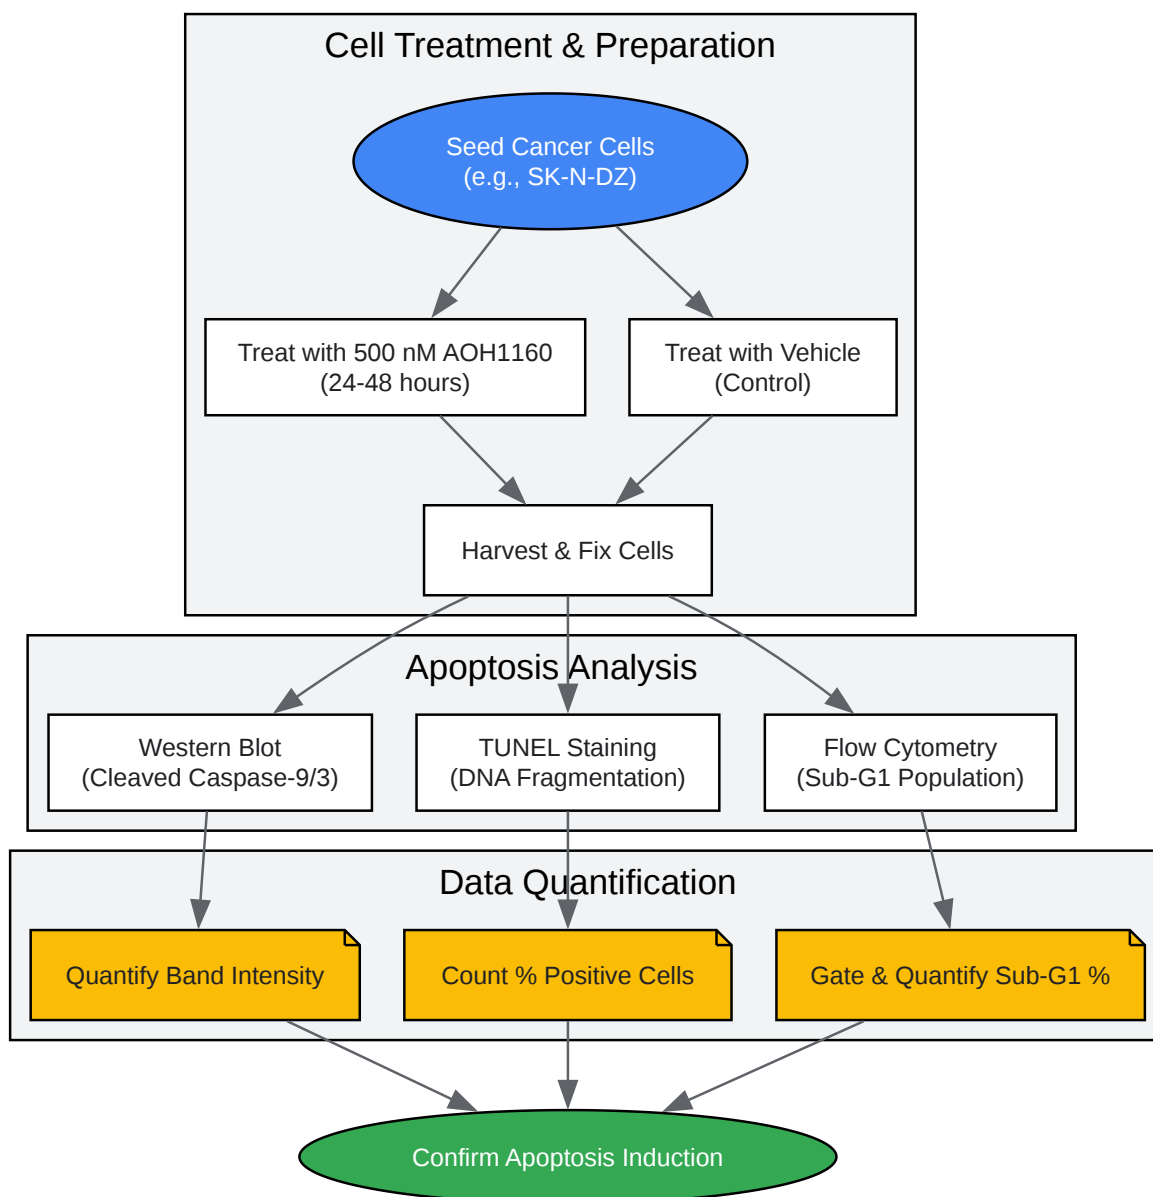 Cell Treatment & Preparation
Seed Cancer Cells
(e.g., SK-N-DZ)
Treat with 500 nM AOH1160
(24-48 hours)
Treat with Vehicle
(Control)
Harvest & Fix Cells
Apoptosis Analysis
Western Blot
(Cleaved Caspase-9/3)
TUNEL Staining
(DNA Fragmentation)
Flow Cytometry
(Sub-G1 Population)
Data Quantification
Quantify Band Intensity
Count % Positive Cells
Gate & Quantify Sub-G1 %
Confirm Apoptosis Induction